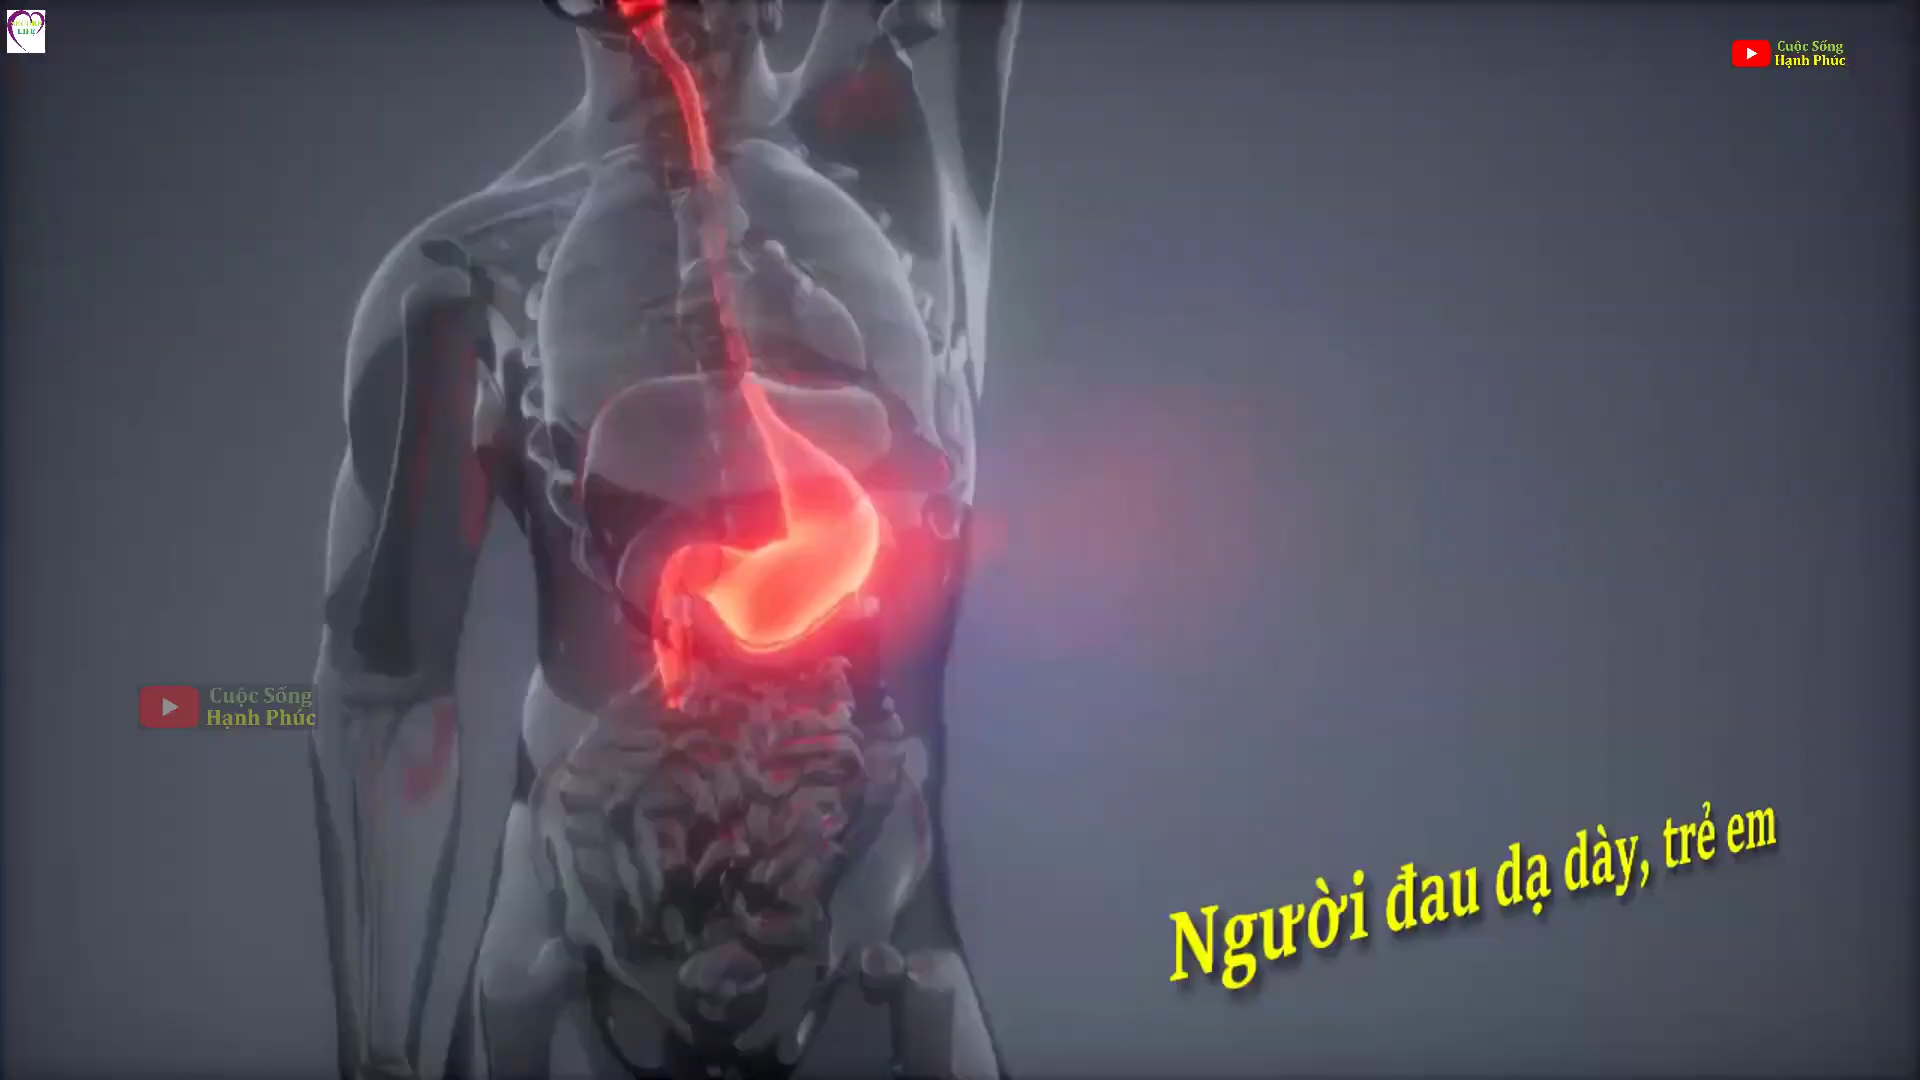 Cuộc Sống
Hạnh Phúc
Cuộc Sống
Hạnh Phúc
Người đau dạ dày, trẻ em